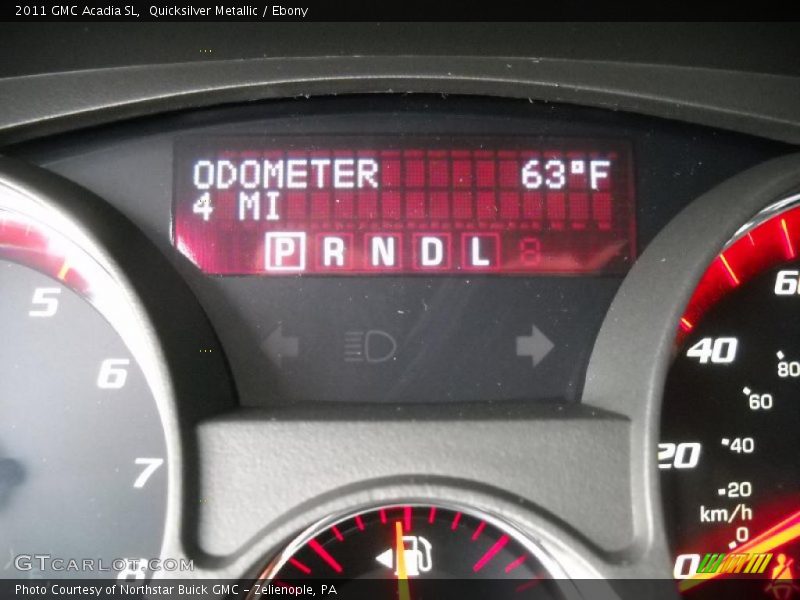 2011 GMC Acadia SL, Quicksilver Metallic / Ebony
ODOMETER 63°F
4 MI
P R N D L 8
5
6
7
8
60
40
20
0
80
60
40
20
km/h
0
GTCarLot.com
Photo Courtesy of Northstar Buick GMC - Zelienople, PA